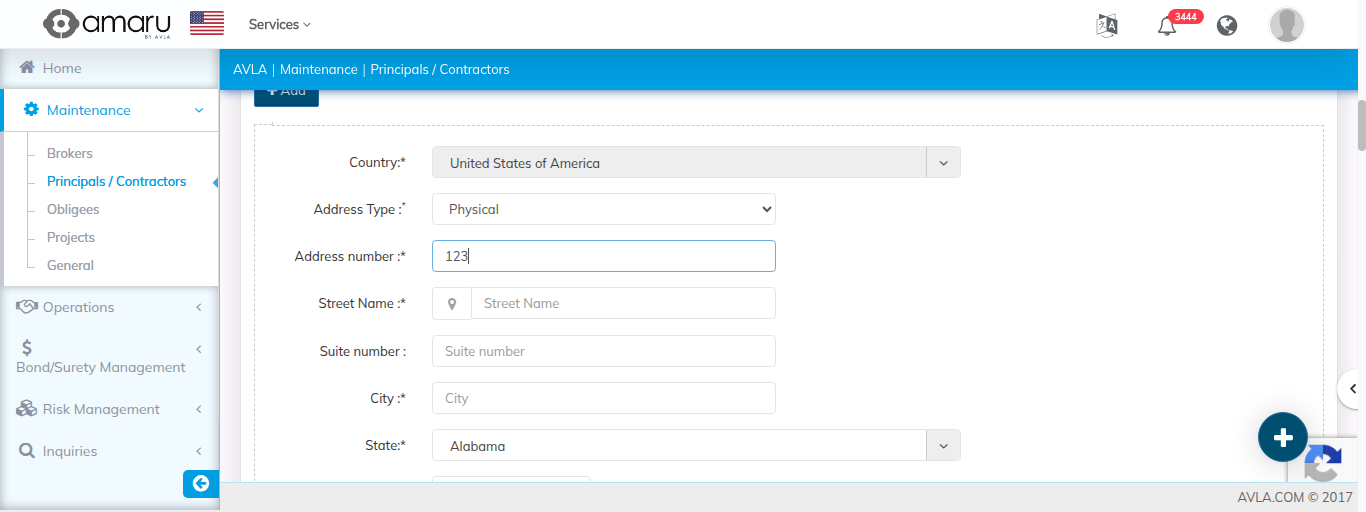 amaru
BY AVLA
Services
3444
Home
AVLA | Maintenance | Principals / Contractors
Maintenance
Brokers
Principals / Contractors
Obligees
Projects
General
Operations
Bond/Surety Management
Risk Management
Inquiries
+ Add
Country:*
United States of America
Address Type :*
Physical
Address number :*
123
Street Name :*
Street Name
Suite number :
Suite number
City :*
City
State:*
Alabama
AVLA.COM © 2017